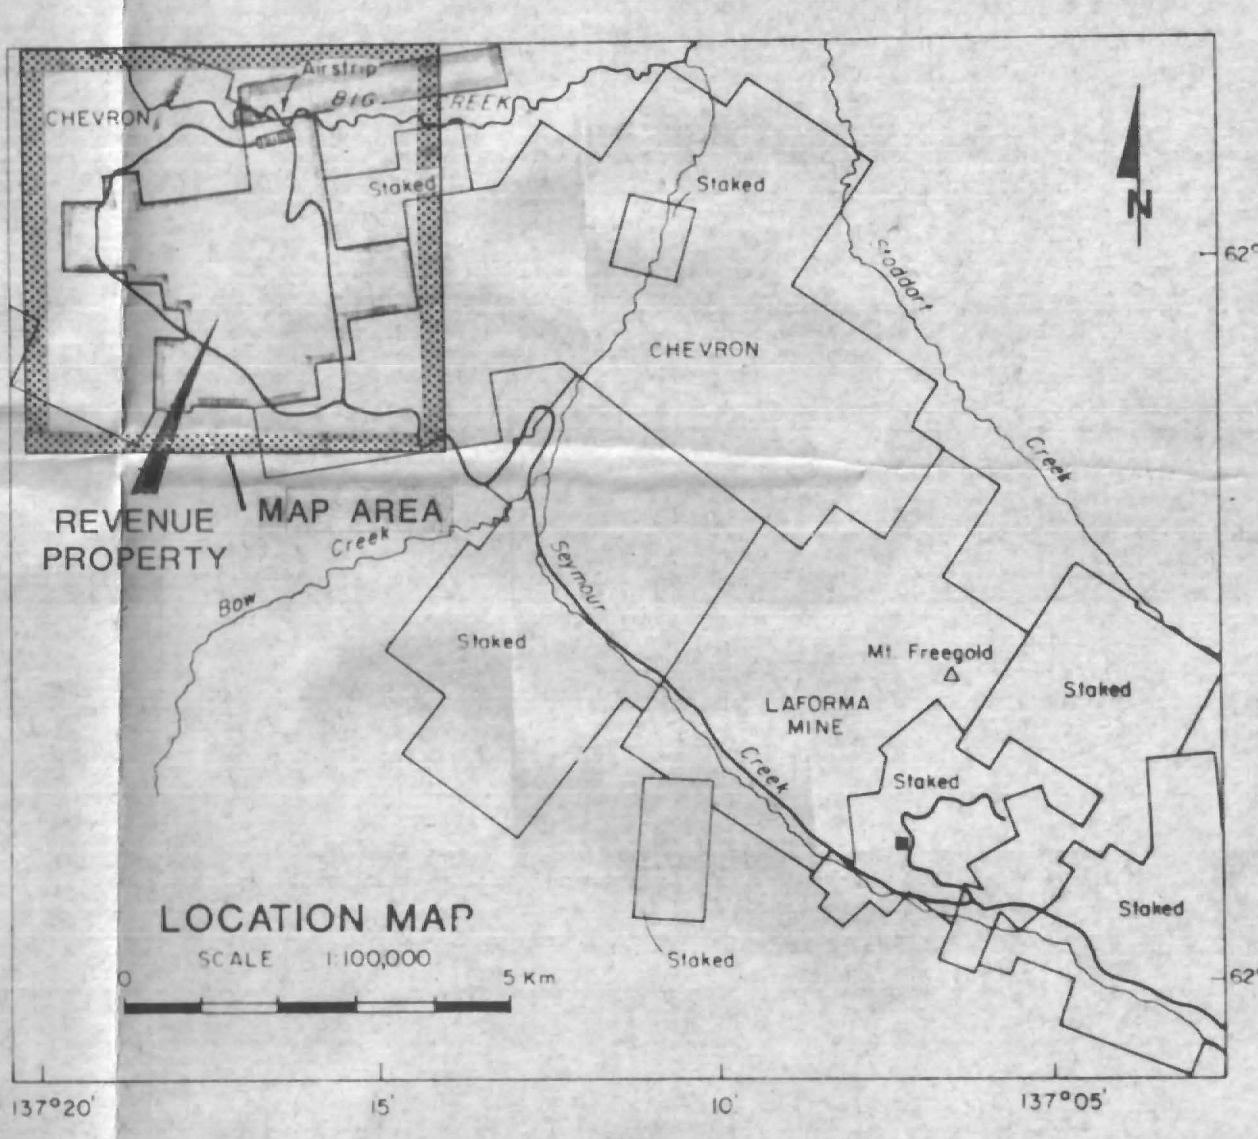 Airstrip
BIG
REEK
CHEVRON
Staked
Staked
N
62°
Stoddart
CHEVRON
Creek
REVENUE
PROPERTY
MAP AREA
Creek
Bow
Seymour
Staked
Mt. Freegold
Staked
LAFORMA
MINE
Creek
Staked
Staked
LOCATION MAP
SCALE 1:100,000
0 5 Km
Staked
62°
137°20' 15' 10' 137°05'